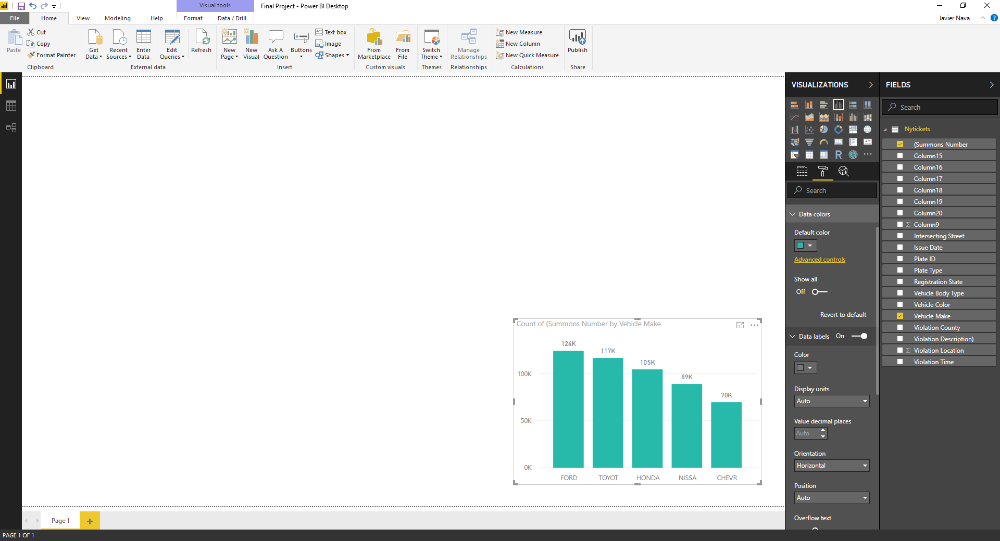 Visual tools
Final Project - Power BI Desktop
File Home View Modeling Help Format Data / Drill
Javier Nava
?
Paste
Cut
Copy
Format Painter
Clipboard
Get
Data
Recent
Sources
Enter
Data
Edit
Queries
Refresh
External data
New
Page
New
Visual
Ask A
Question
Buttons
Text box
Image
Shapes
Insert
From
Marketplace
From
File
Custom visuals
Switch
Theme
Themes
Manage
Relationships
Relationships
New Measure
New Column
New Quick Measure
Calculations
Publish
Share
Count of (Summons Number by Vehicle Make
124K
117K
105K
89K
70K
100K
50K
0K
FORD TOYOT HONDA NISSA CHEVR
VISUALIZATIONS
R
Search
Data colors
Default color
Advanced controls
Show all
Off
Revert to default
Data labels On
Color
Display units
Auto
Value decimal places
Auto
Orientation
Horizontal
Position
Auto
Overflow text
FIELDS
Search
Nytickets
(Summons Number
Column15
Column16
Column17
Column18
Column19
Column20
Σ Column9
Intersecting Street
Issue Date
Plate ID
Plate Type
Registration State
Vehicle Body Type
Vehicle Color
Vehicle Make
Violation County
Violation Description)
Σ Violation Location
Violation Time
Page 1
PAGE 1 OF 1